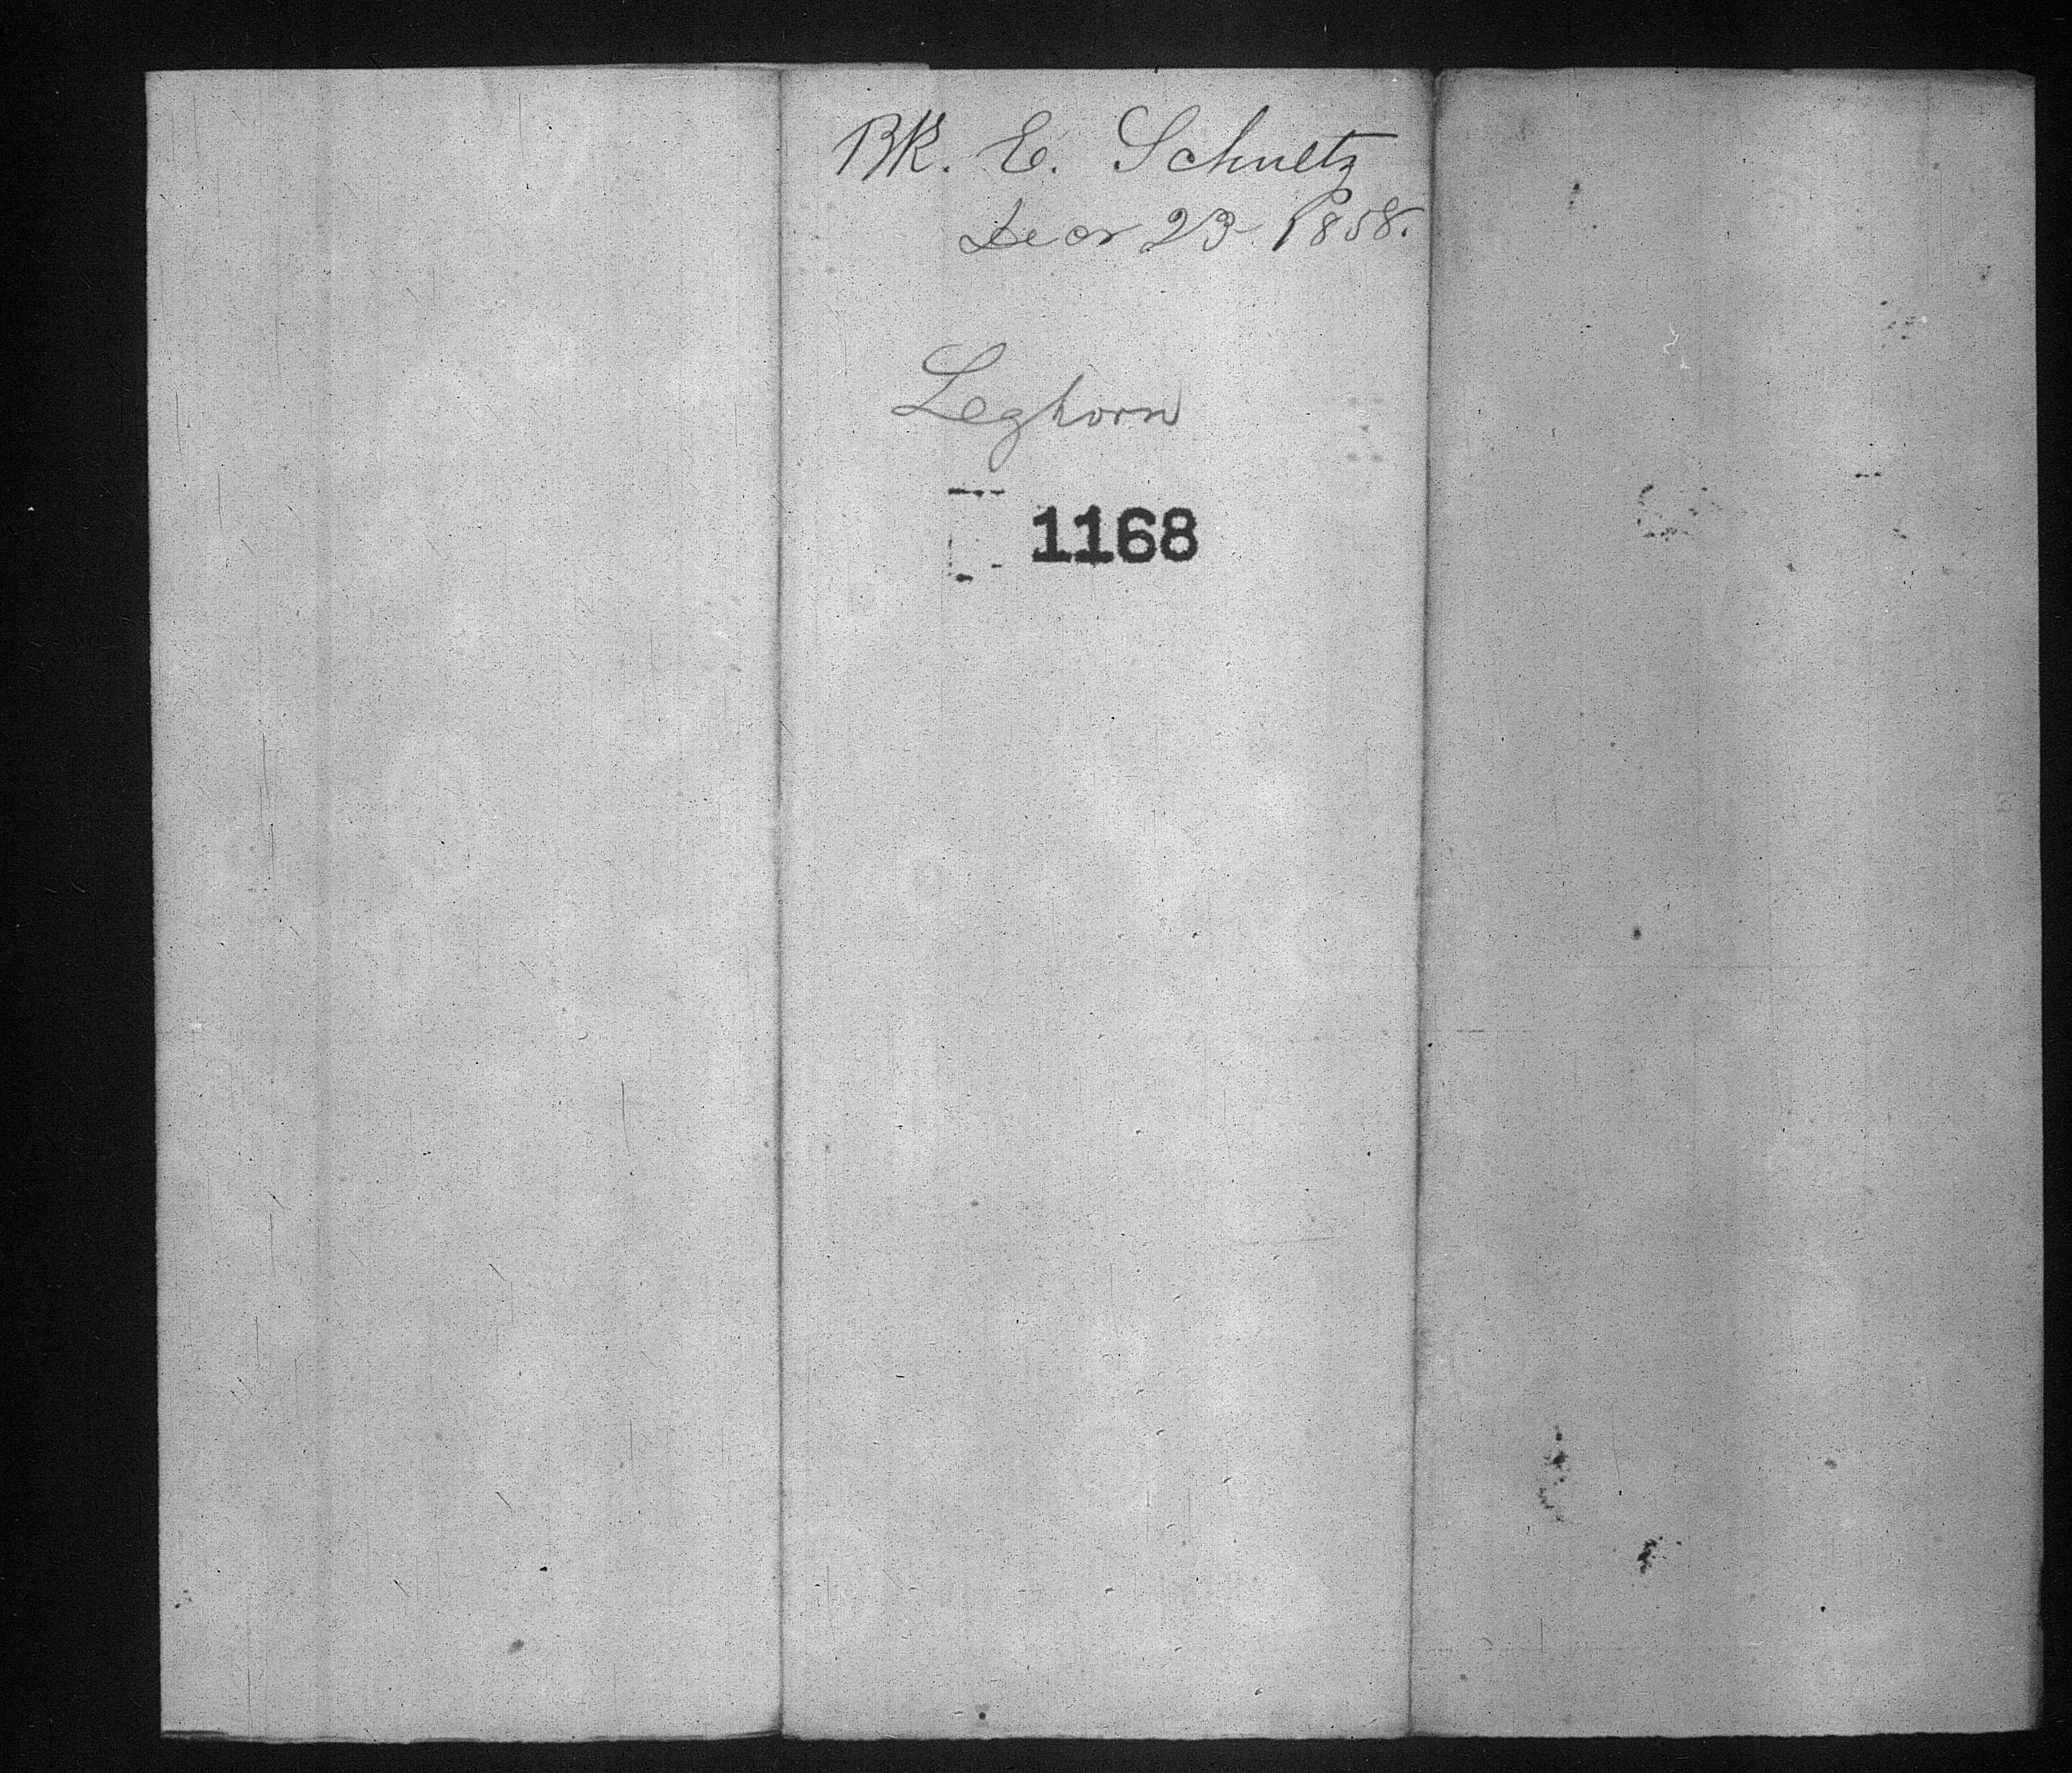 Bk. E. Schultz
Decr 23 1858.
Leghorn
1168